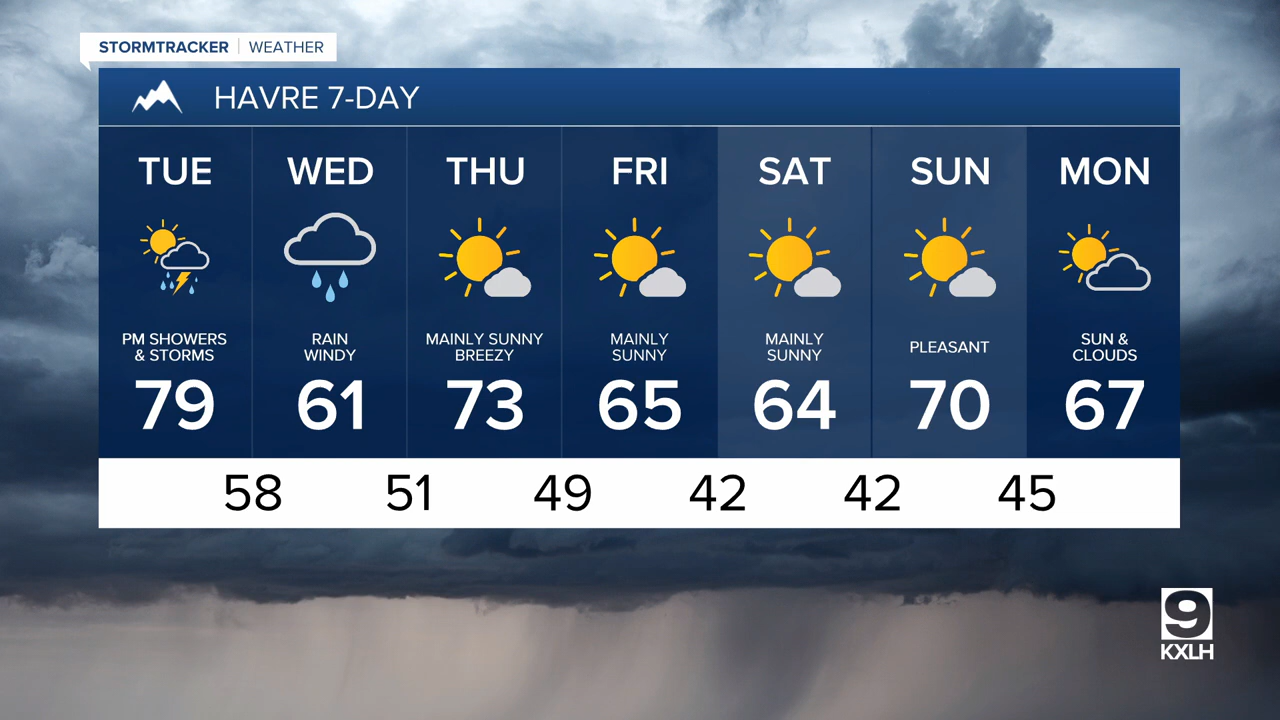 STORMTRACKER | WEATHER
HAVRE 7-DAY
TUE WED THU FRI SAT SUN MON
PM SHOWERS
& STORMS
RAIN
WINDY
MAINLY SUNNY
BREEZY
MAINLY
SUNNY
MAINLY
SUNNY
PLEASANT
SUN &
CLOUDS
79 61 73 65 64 70 67
58 51 49 42 42 45
9
KXLH